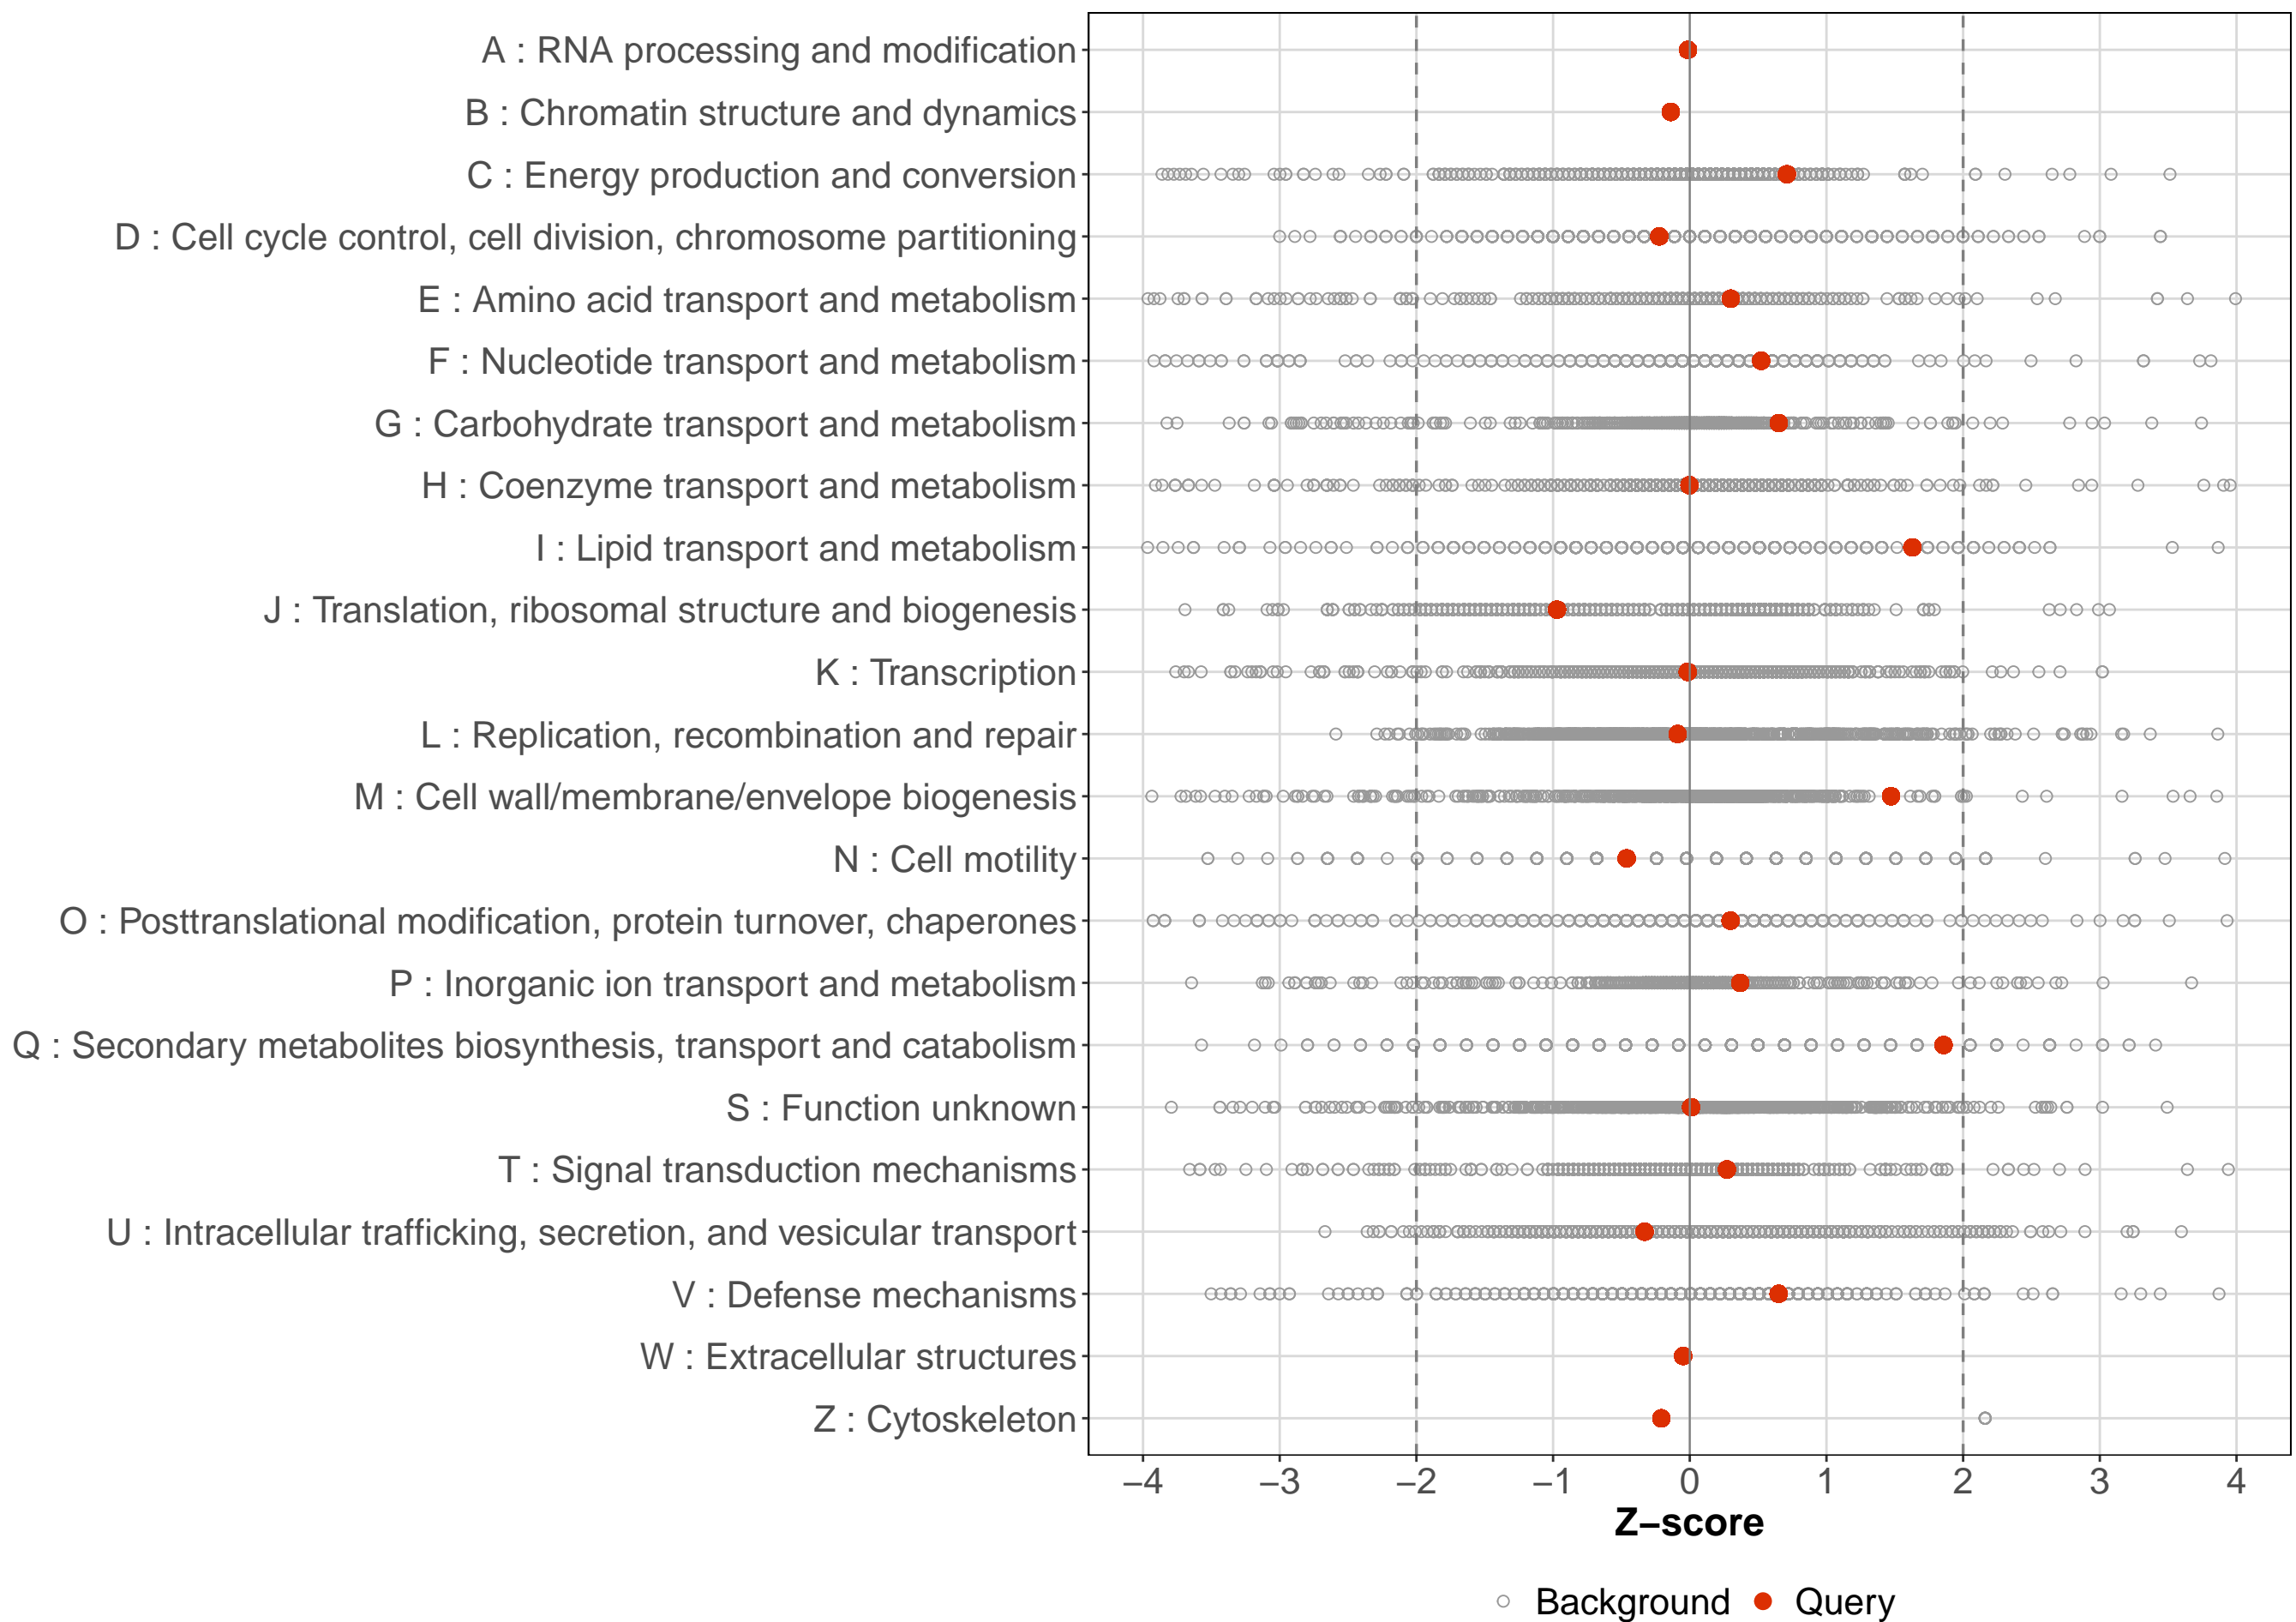 A : RNA processing and modification
B : Chromatin structure and dynamics
C : Energy production and conversion
D : Cell cycle control, cell division, chromosome partitioning
E : Amino acid transport and metabolism
F : Nucleotide transport and metabolism
G : Carbohydrate transport and metabolism
H : Coenzyme transport and metabolism
I : Lipid transport and metabolism
J : Translation, ribosomal structure and biogenesis
K : Transcription
L : Replication, recombination and repair
M : Cell wall/membrane/envelope biogenesis
N : Cell motility
O : Posttranslational modification, protein turnover, chaperones
P : Inorganic ion transport and metabolism
Q : Secondary metabolites biosynthesis, transport and catabolism
S : Function unknown
T : Signal transduction mechanisms
U : Intracellular trafficking, secretion, and vesicular transport
V : Defense mechanisms
W : Extracellular structures
Z : Cytoskeleton
−4 −3 −2 −1 0 1 2 3 4
Z−score
Background Query